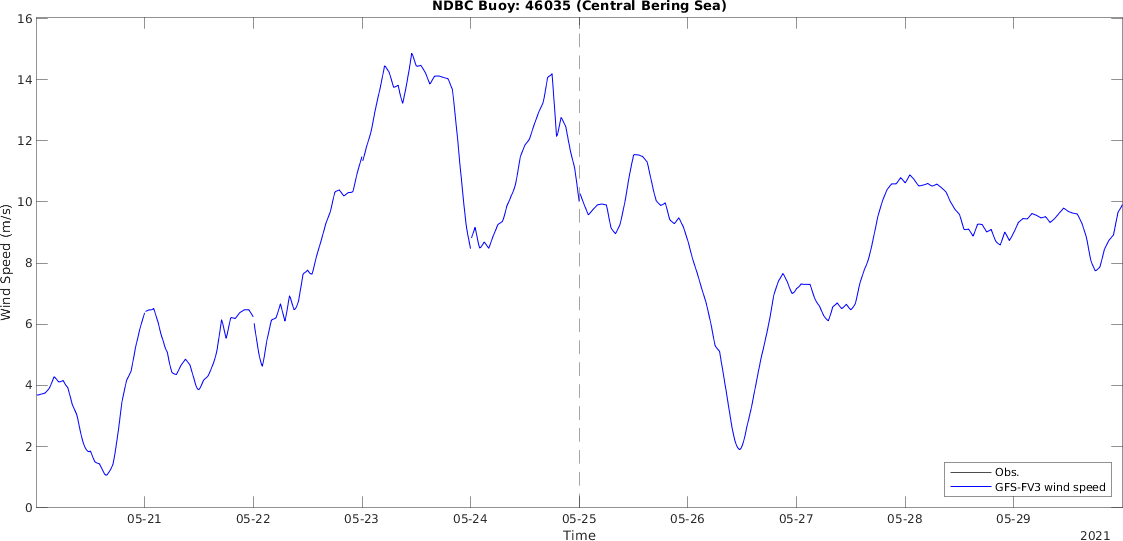 NDBC Buoy: 46035 (Central Bering Sea)
16
14
12
10
8
6
4
2
0
Wind Speed (m/s)
Obs.
GFS-FV3 wind speed
05-21 05-22 05-23 05-24 05-25 05-26 05-27 05-28 05-29
Time
2021